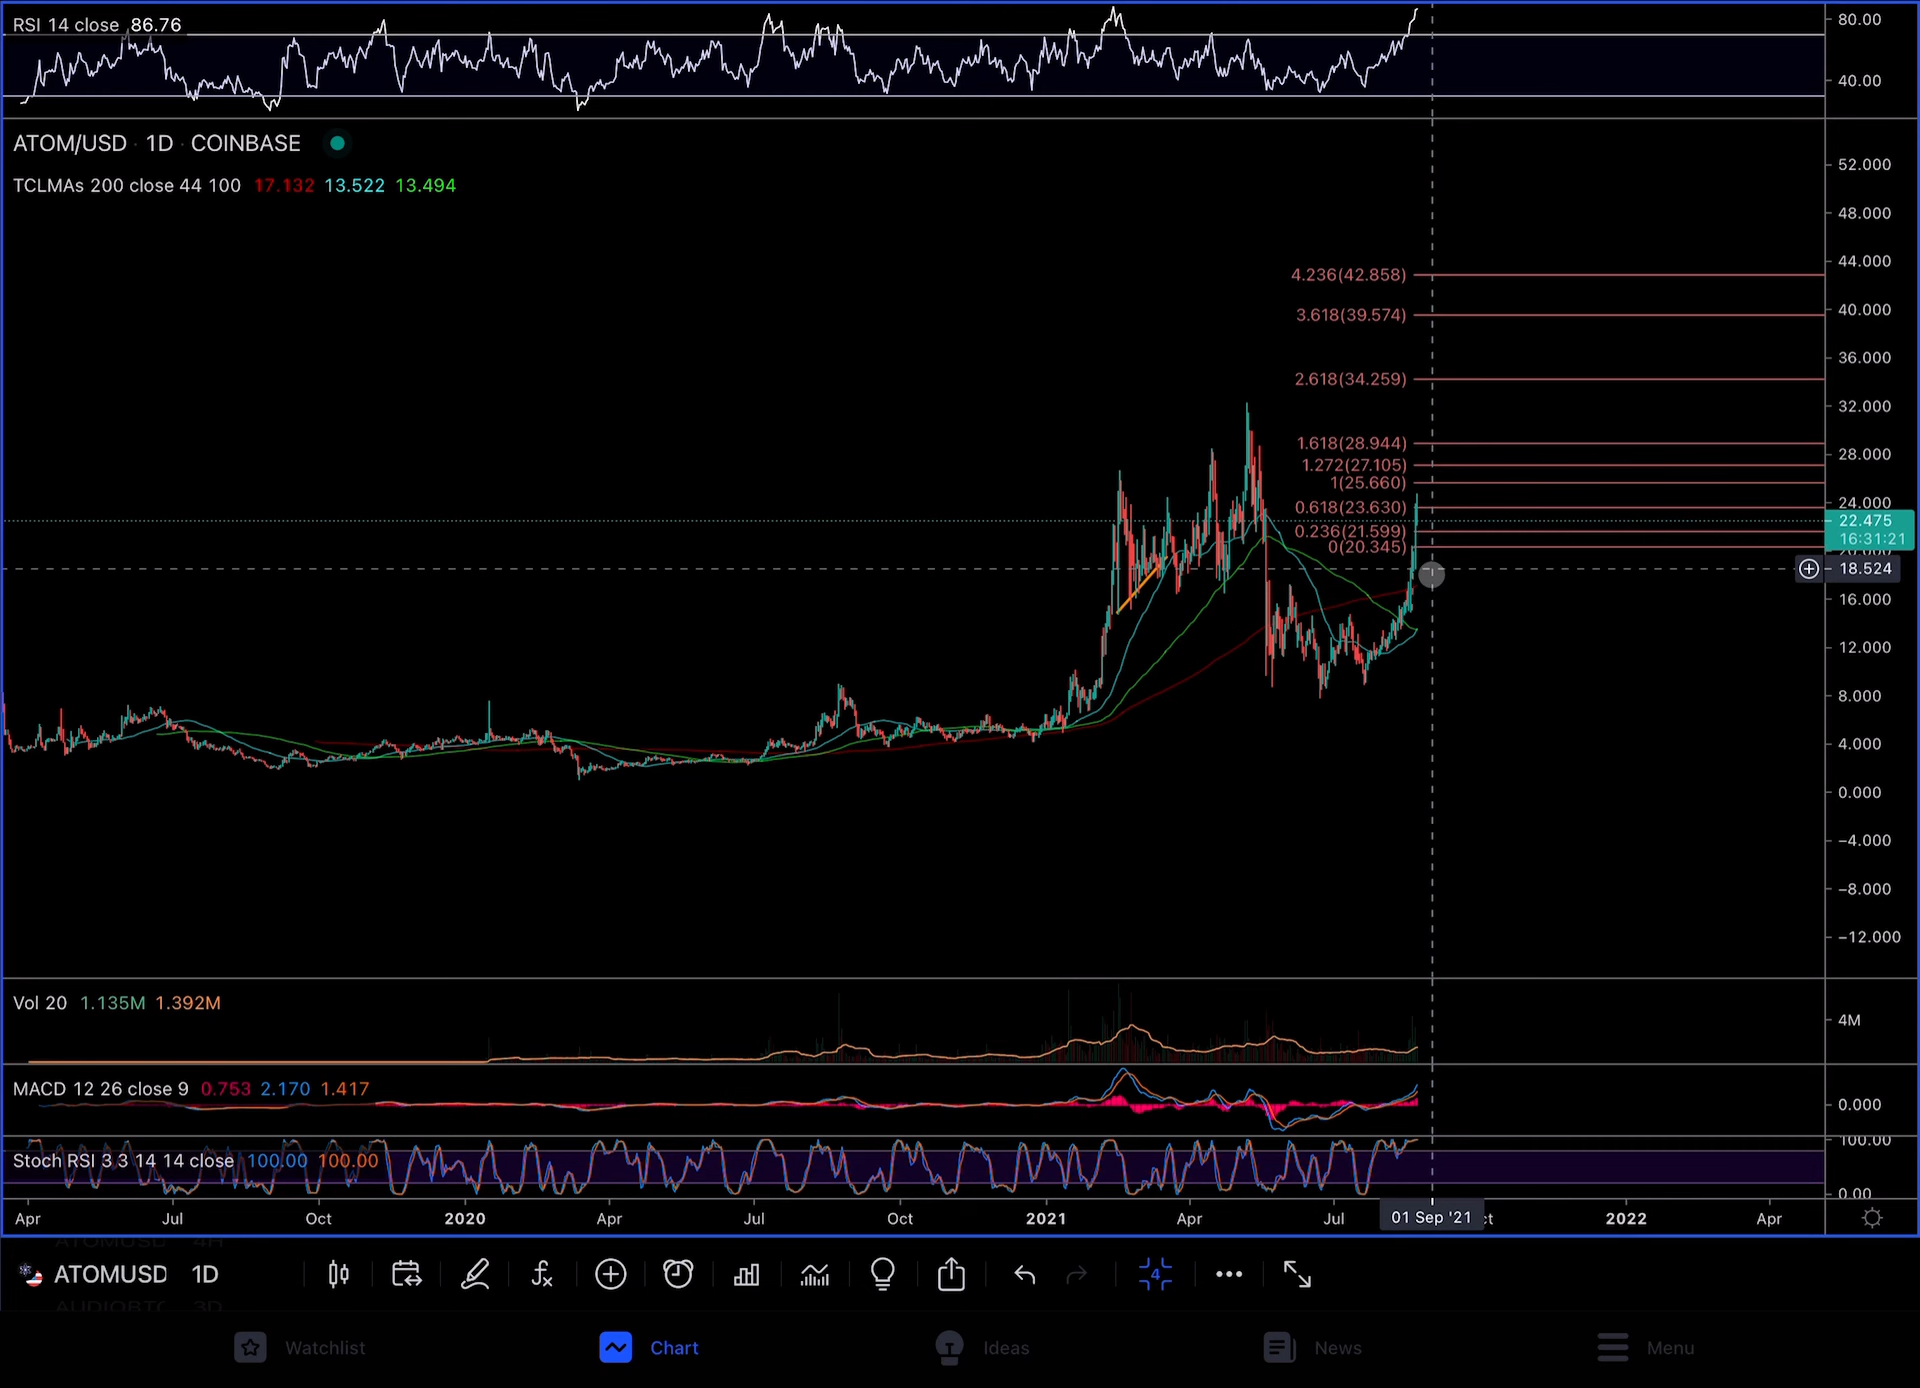 RSI 14 close 86.76
80.00
40.00
ATOM/USD · 1D · COINBASE
TCLMAs 200 close 44 100 17.132 13.522 13.494
52.000
48.000
44.000
40.000
36.000
32.000
28.000
24.000
22.475
16:31:21
18.524
16.000
12.000
8.000
4.000
0.000
−4.000
−8.000
−12.000
4.236(42.858)
3.618(39.574)
2.618(34.259)
1.618(28.944)
1.272(27.105)
1(25.660)
0.618(23.630)
0.236(21.599)
0(20.345)
Vol 20 1.135M 1.392M
4M
MACD 12 26 close 9 0.753 2.170 1.417
0.000
Stoch RSI 3 3 14 14 close 100.00 100.00
100.00
0.00
Apr Jul Oct 2020 Apr Jul Oct 2021 Apr Jul 01 Sep '21 2022 Apr
ATOMUSD 4H
ATOMUSD 1D
4
AUDIOBTC 3D
Watchlist Chart Ideas News Menu